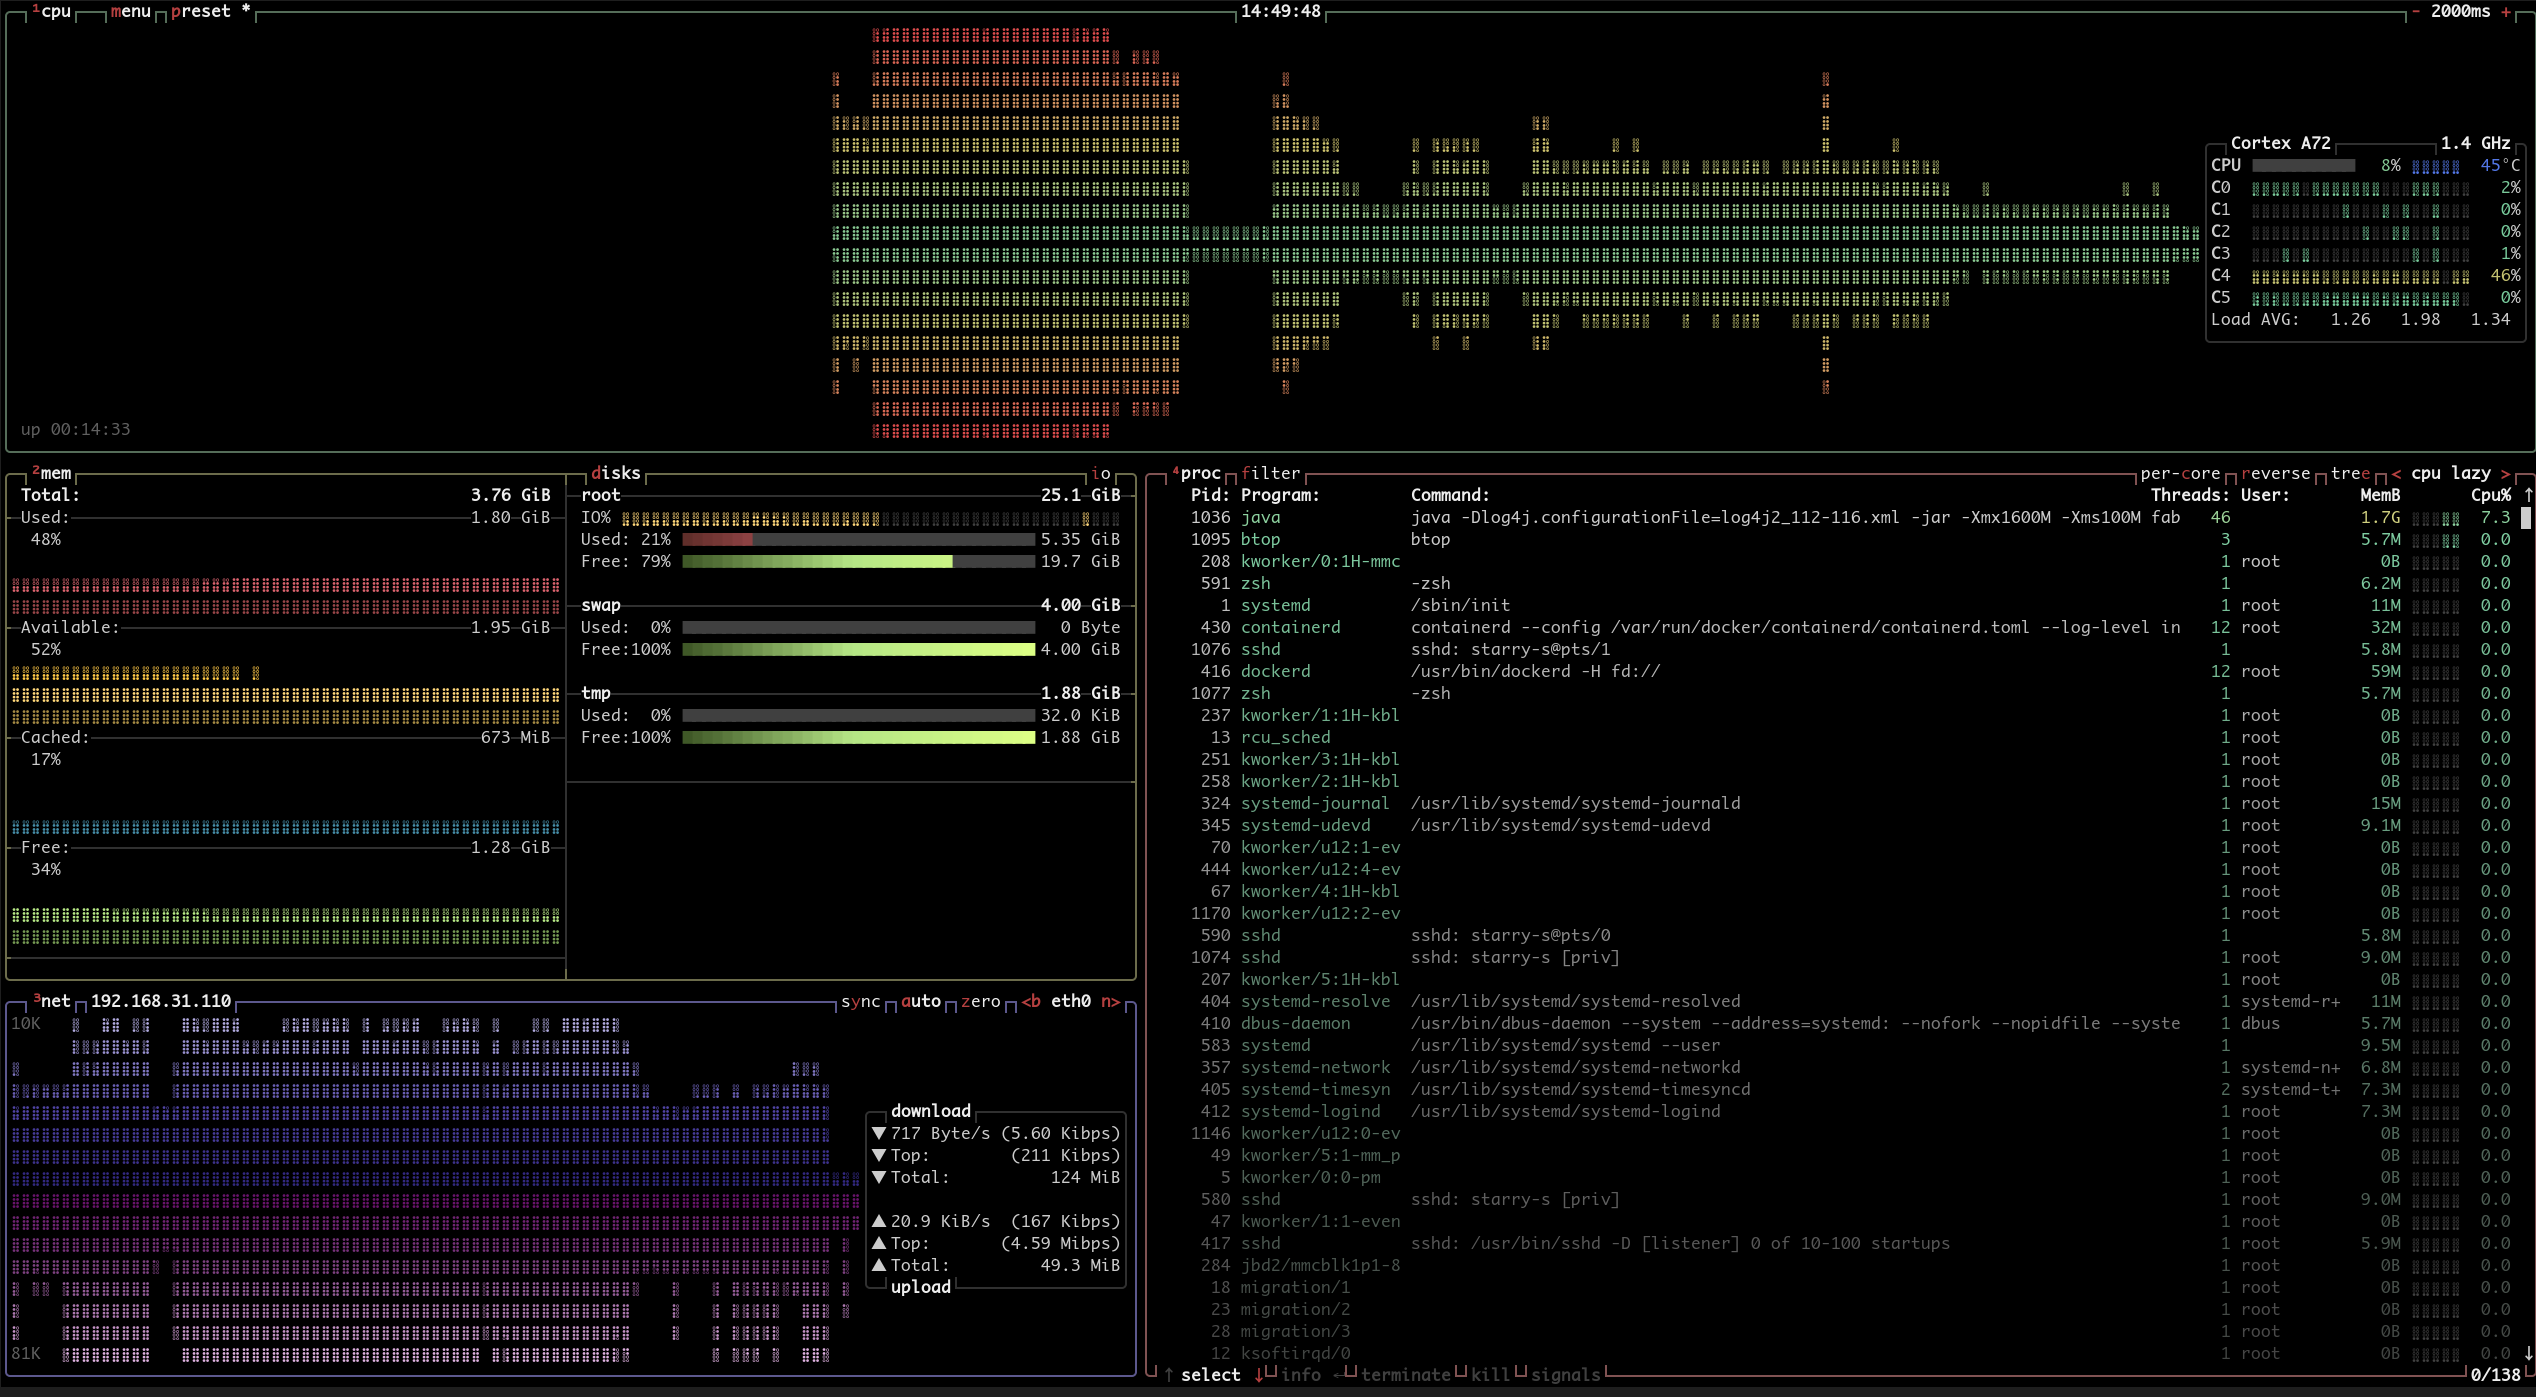 ¹cpu menu preset * 14:49:48 - 2000ms +
Cortex A72 1.4 GHz
CPU 8% 45°C
C0 2%
C1 0%
C2 0%
C3 1%
C4 46%
C5 0%
Load AVG: 1.26 1.98 1.34
up 00:14:33
²mem
Total: 3.76 GiB
Used: 1.80 GiB
48%
Available: 1.95 GiB
52%
Cached: 673 MiB
17%
Free: 1.28 GiB
34%
disks io
root 25.1 GiB
IO%
Used: 21% 5.35 GiB
Free: 79% 19.7 GiB
swap 4.00 GiB
Used: 0% 0 Byte
Free:100% 4.00 GiB
tmp 1.88 GiB
Used: 0% 32.0 KiB
Free:100% 1.88 GiB
³net 192.168.31.110 sync auto zero <b eth0 n>
10K
81K
download
▼ 717 Byte/s (5.60 Kibps)
▼ Top: (211 Kibps)
▼ Total: 124 MiB
▲ 20.9 KiB/s (167 Kibps)
▲ Top: (4.59 Mibps)
▲ Total: 49.3 MiB
upload
⁴proc filter per-core reverse tree < cpu lazy >
Pid: Program: Command: Threads: User: MemB Cpu% ↑
1036 java java -Dlog4j.configurationFile=log4j2_112-116.xml -jar -Xmx1600M -Xms100M fab 46 1.7G 7.3
1095 btop btop 3 5.7M 0.0
208 kworker/0:1H-mmc 1 root 0B 0.0
591 zsh -zsh 1 6.2M 0.0
1 systemd /sbin/init 1 root 11M 0.0
430 containerd containerd --config /var/run/docker/containerd/containerd.toml --log-level in 12 root 32M 0.0
1076 sshd sshd: starry-s@pts/1 1 5.8M 0.0
416 dockerd /usr/bin/dockerd -H fd:// 12 root 59M 0.0
1077 zsh -zsh 1 5.7M 0.0
237 kworker/1:1H-kbl 1 root 0B 0.0
13 rcu_sched 1 root 0B 0.0
251 kworker/3:1H-kbl 1 root 0B 0.0
258 kworker/2:1H-kbl 1 root 0B 0.0
324 systemd-journal /usr/lib/systemd/systemd-journald 1 root 15M 0.0
345 systemd-udevd /usr/lib/systemd/systemd-udevd 1 root 9.1M 0.0
70 kworker/u12:1-ev 1 root 0B 0.0
444 kworker/u12:4-ev 1 root 0B 0.0
67 kworker/4:1H-kbl 1 root 0B 0.0
1170 kworker/u12:2-ev 1 root 0B 0.0
590 sshd sshd: starry-s@pts/0 1 5.8M 0.0
1074 sshd sshd: starry-s [priv] 1 root 9.0M 0.0
207 kworker/5:1H-kbl 1 root 0B 0.0
404 systemd-resolve /usr/lib/systemd/systemd-resolved 1 systemd-r+ 11M 0.0
410 dbus-daemon /usr/bin/dbus-daemon --system --address=systemd: --nofork --nopidfile --syste 1 dbus 5.7M 0.0
583 systemd /usr/lib/systemd/systemd --user 1 9.5M 0.0
357 systemd-network /usr/lib/systemd/systemd-networkd 1 systemd-n+ 6.8M 0.0
405 systemd-timesyn /usr/lib/systemd/systemd-timesyncd 2 systemd-t+ 7.3M 0.0
412 systemd-logind /usr/lib/systemd/systemd-logind 1 root 7.3M 0.0
1146 kworker/u12:0-ev 1 root 0B 0.0
49 kworker/5:1-mm_p 1 root 0B 0.0
5 kworker/0:0-pm 1 root 0B 0.0
580 sshd sshd: starry-s [priv] 1 root 9.0M 0.0
47 kworker/1:1-even 1 root 0B 0.0
417 sshd sshd: /usr/bin/sshd -D [listener] 0 of 10-100 startups 1 root 5.9M 0.0
284 jbd2/mmcblk1p1-8 1 root 0B 0.0
18 migration/1 1 root 0B 0.0
23 migration/2 1 root 0B 0.0
28 migration/3 1 root 0B 0.0
12 ksoftirqd/0 1 root 0B 0.0 ↓
↑ select ↓ info ↵ terminate kill signals 0/138